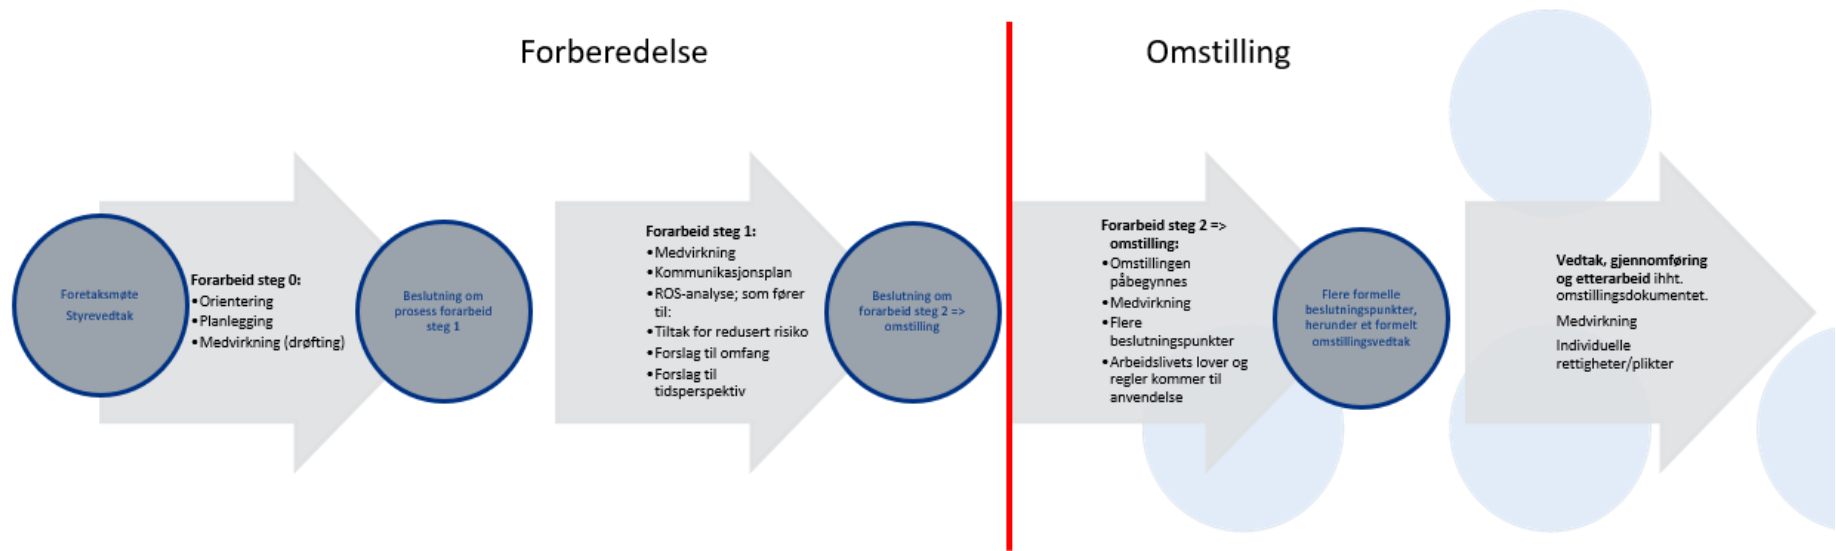 Forberedelse
Omstilling
Foretaksmøte
Styrevedtak
Forarbeid steg 0:
•Orientering
•Planlegging
•Medvirkning (drøfting)
Beslutning om
prosess forarbeid
steg 1
Forarbeid steg 1:
•Medvirkning
•Kommunikasjonsplan
•ROS-analyse; som fører
til:
•Tiltak for redusert risiko
•Forslag til omfang
•Forslag til
tidsperspektiv
Beslutning om
forarbeid steg 2 =>
omstilling
Forarbeid steg 2 =>
omstilling:
•Omstillingen
påbegynnes
•Medvirkning
•Flere
beslutningspunkter
•Arbeidslivets lover og
regler kommer til
anvendelse
Flere formelle
beslutningspunkter,
herunder et formelt
omstillingsvedtak
Vedtak, gjennomføring
og etterarbeid ihht.
omstillingsdokumentet.
Medvirkning
Individuelle
rettigheter/plikter